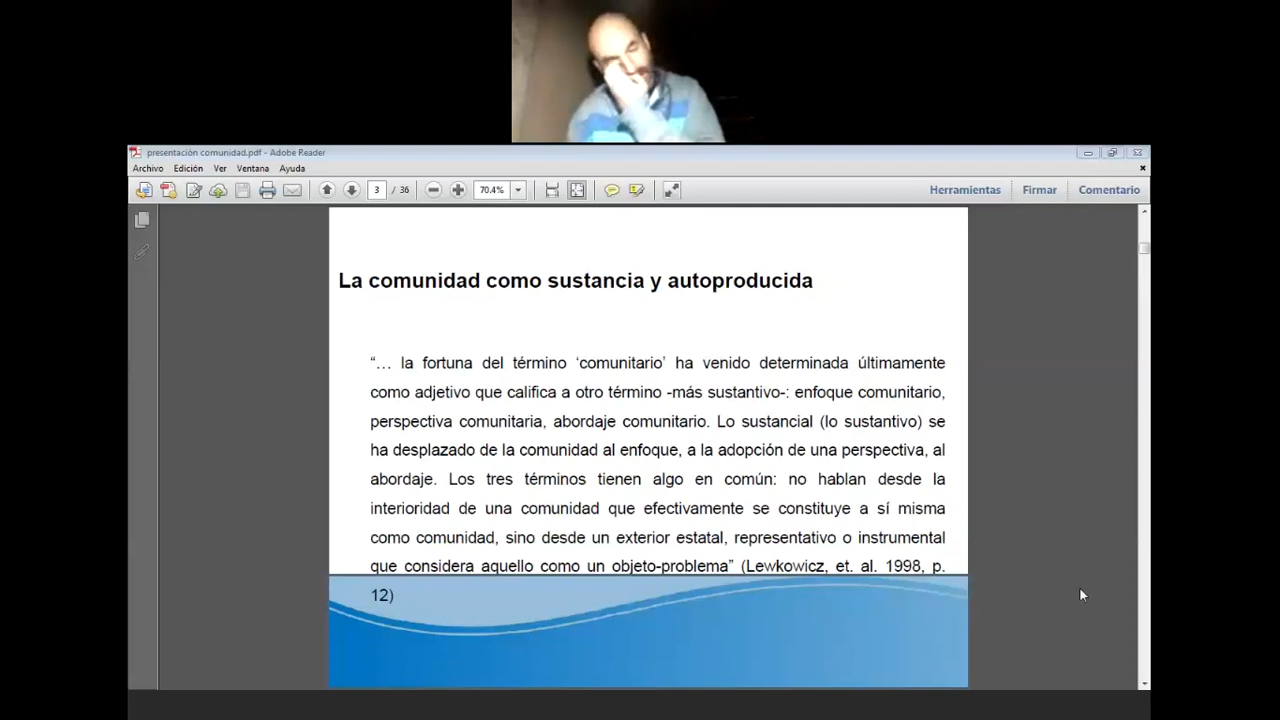 presentación comunidad.pdf - Adobe Reader
Archivo Edición Ver Ventana Ayuda
3 / 36 70.4% Herramientas Firmar Comentario
La comunidad como sustancia y autoproducida
“… la fortuna del término ‘comunitario’ ha venido determinada últimamente
como adjetivo que califica a otro término -más sustantivo-: enfoque comunitario,
perspectiva comunitaria, abordaje comunitario. Lo sustancial (lo sustantivo) se
ha desplazado de la comunidad al enfoque, a la adopción de una perspectiva, al
abordaje. Los tres términos tienen algo en común: no hablan desde la
interioridad de una comunidad que efectivamente se constituye a sí misma
como comunidad, sino desde un exterior estatal, representativo o instrumental
que considera aquello como un objeto-problema” (Lewkowicz, et. al. 1998, p.
12)